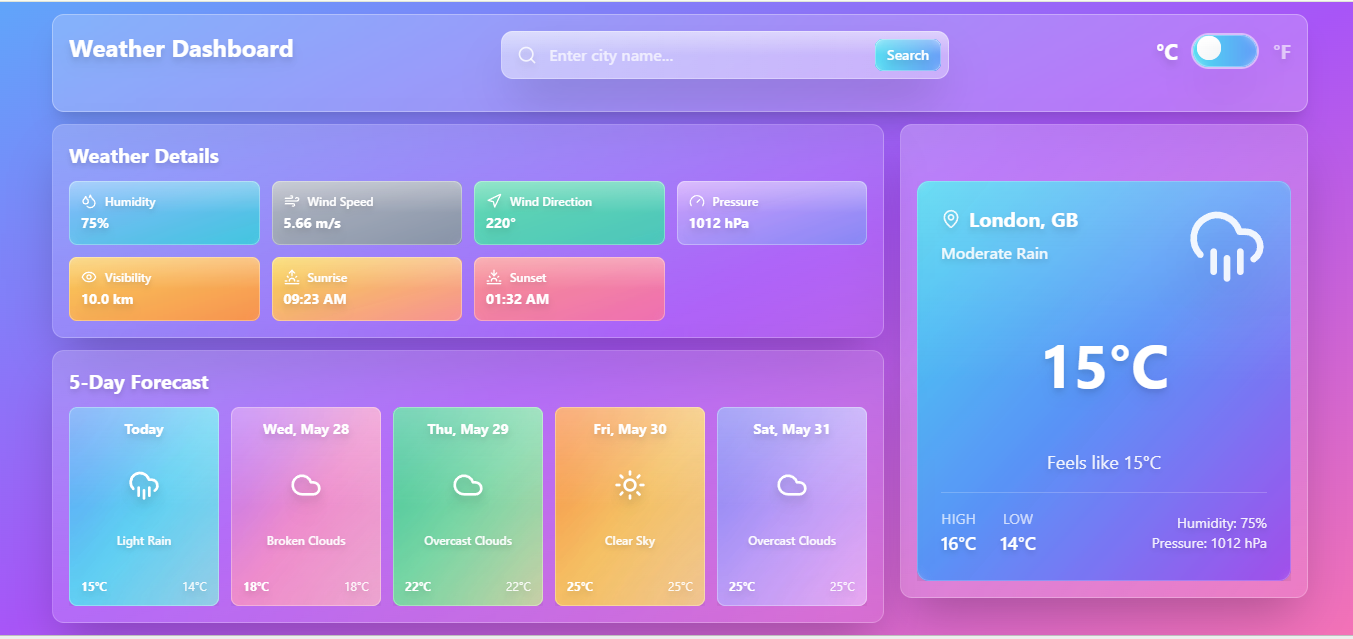 Weather Dashboard
Enter city name...
Search
°C
°F
Weather Details
Humidity
75%
Wind Speed
5.66 m/s
Wind Direction
220°
Pressure
1012 hPa
Visibility
10.0 km
Sunrise
09:23 AM
Sunset
01:32 AM
5-Day Forecast
Today
Light Rain
15°C 14°C
Wed, May 28
Broken Clouds
18°C 18°C
Thu, May 29
Overcast Clouds
22°C 22°C
Fri, May 30
Clear Sky
25°C 25°C
Sat, May 31
Overcast Clouds
25°C 25°C
London, GB
Moderate Rain
15°C
Feels like 15°C
HIGH LOW
16°C 14°C
Humidity: 75%
Pressure: 1012 hPa